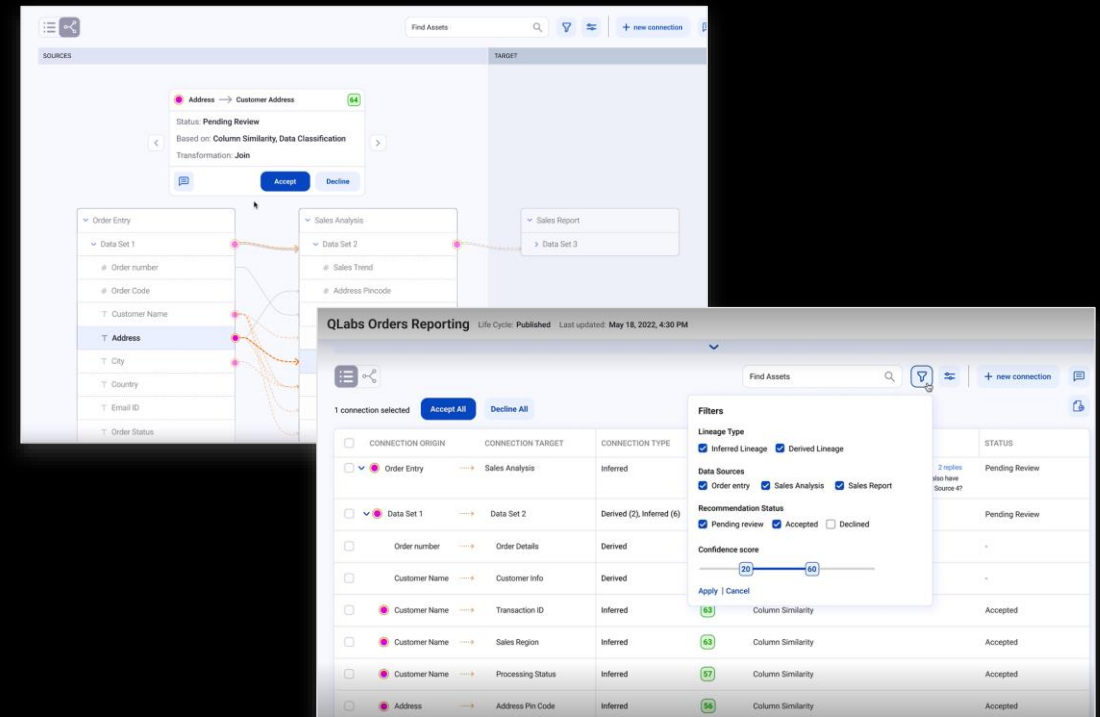 Find Assets
+ new connection
SOURCES
TARGET
Address → Customer Address 64
Status: Pending Review
Based on: Column Similarity, Data Classification
Transformation: Join
Accept Decline
Order Entry
Data Set 1
# Order number
# Order Code
T Customer Name
T Address
T City
T Country
T Email ID
T Order Status
Sales Analysis
Data Set 2
# Sales Trend
# Address Pincode
Sales Report
Data Set 3
QLabs Orders Reporting Life Cycle: Published Last updated: May 18, 2022, 4:30 PM
Find Assets
+ new connection
1 connection selected Accept All Decline All
CONNECTION ORIGIN CONNECTION TARGET CONNECTION TYPE STATUS
Order Entry Sales Analysis Inferred 2 replies Pending Review
also have
Source 4?
Data Set 1 Data Set 2 Derived (2), Inferred (6) Pending Review
Order number Order Details Derived -
Customer Name Customer Info Derived -
Customer Name Transaction ID Inferred 63 Column Similarity Accepted
Customer Name Sales Region Inferred 63 Column Similarity Accepted
Customer Name Processing Status Inferred 57 Column Similarity Accepted
Address Address Pin Code Inferred 56 Column Similarity Accepted
Filters
Lineage Type
Inferred Lineage Derived Lineage
Data Sources
Order entry Sales Analysis Sales Report
Recommendation Status
Pending review Accepted Declined
Confidence score
20 60
Apply | Cancel